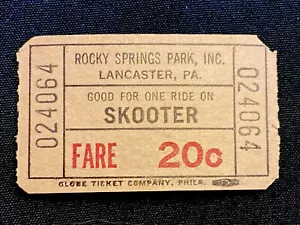 ROCKY SPRINGS PARK, INC.
LANCASTER, PA.
GOOD FOR ONE RIDE ON
SKOOTER
FARE 20c
024064
024064
GLOBE TICKET COMPANY, PHILA.